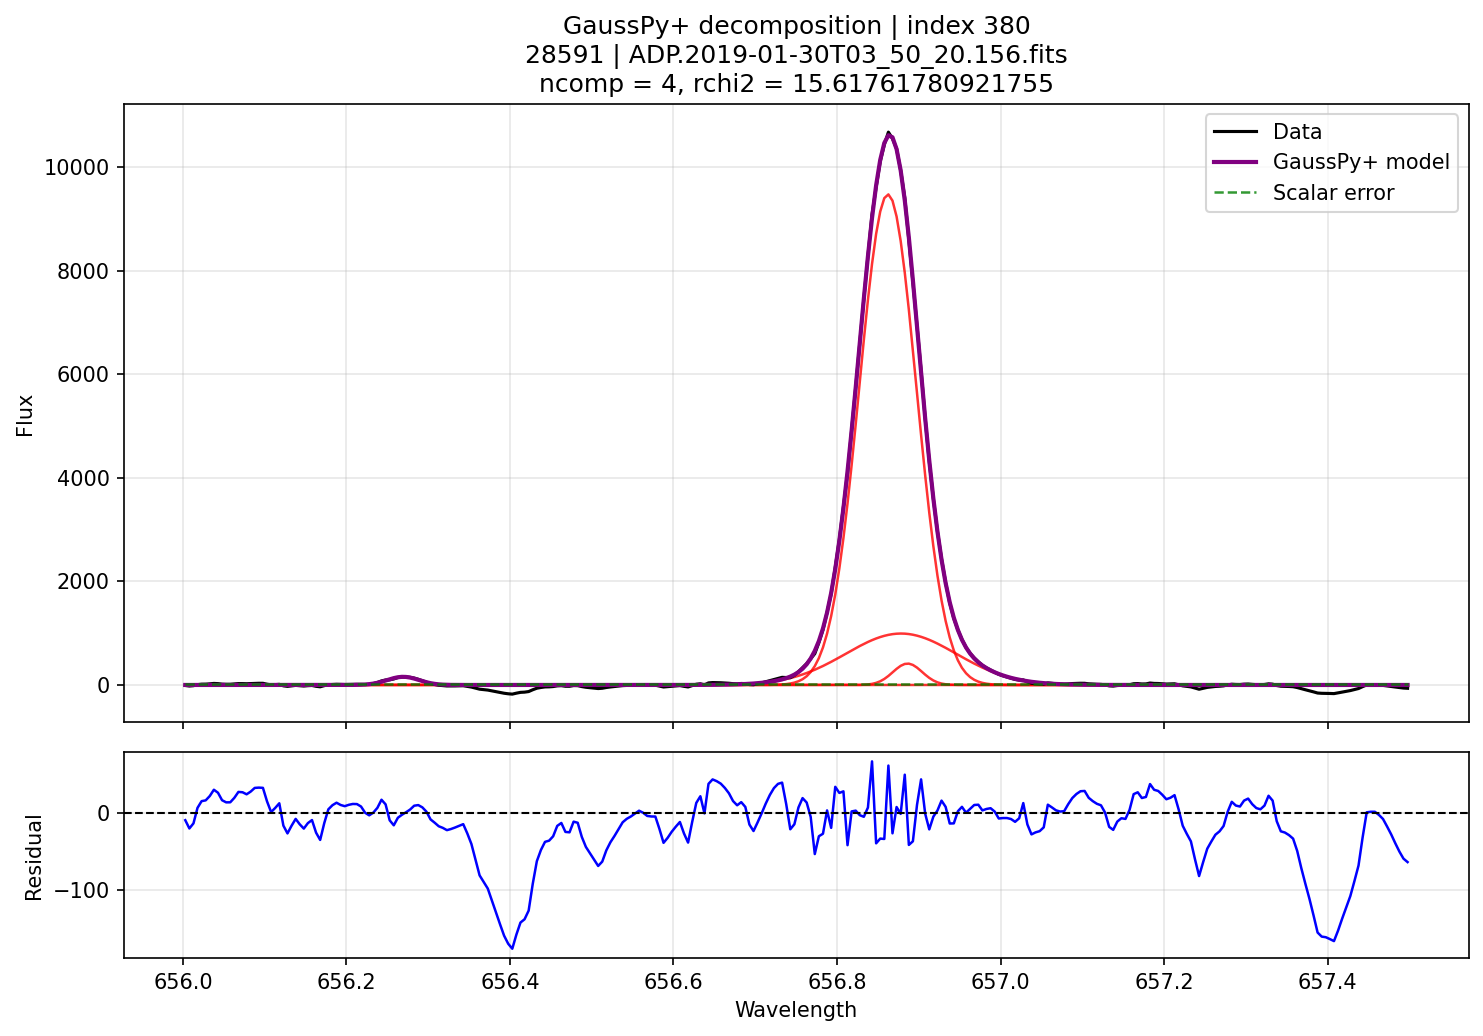 GaussPy+ decomposition | index 380
28591 | ADP.2019-01-30T03_50_20.156.fits
ncomp = 4, rchi2 = 15.61761780921755
Data
GaussPy+ model
Scalar error
10000
8000
6000
4000
2000
0
Flux
0
−100
Residual
656.0
656.2
656.4
656.6
656.8
657.0
657.2
657.4
Wavelength